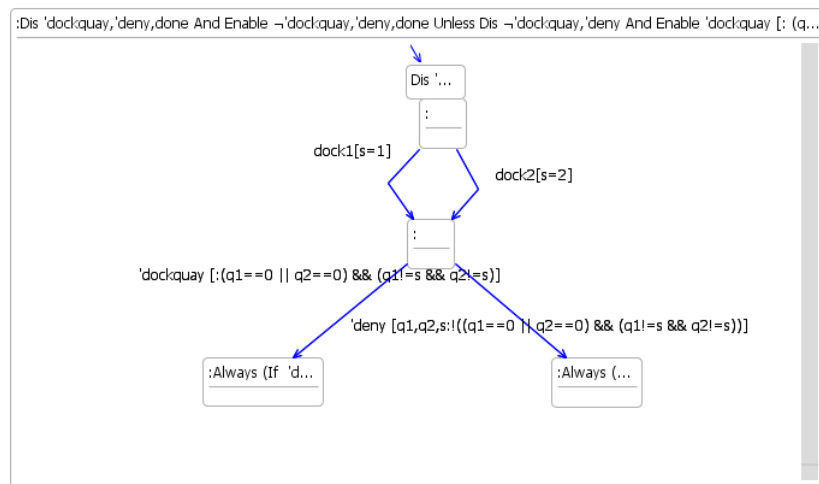 :Dis 'dockquay,'deny,done And Enable ¬'dockquay,'deny,done Unless Dis ¬'dockquay,'deny And Enable 'dockquay [: (q...
Dis '...
:
dock1[s=1]
dock2[s=2]
:
'dockquay [:(q1==0 || q2==0) && (q1!=s && q2!=s)]
'deny [q1,q2,s:!((q1==0 || q2==0) && (q1!=s && q2!=s))]
:Always (If 'd...
:Always (...